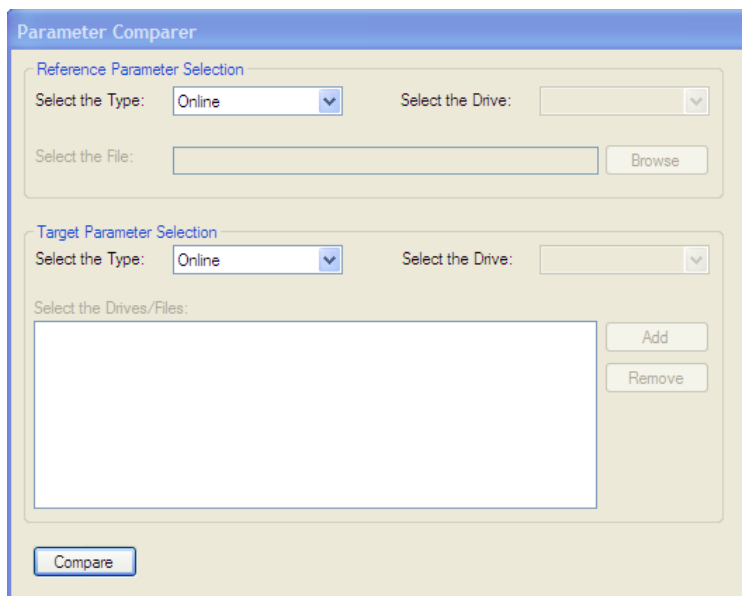 Parameter Comparer
Reference Parameter Selection
Select the Type: Online Select the Drive:
Select the File: Browse
Target Parameter Selection
Select the Type: Online Select the Drive:
Select the Drives/Files:
Add
Remove
Compare